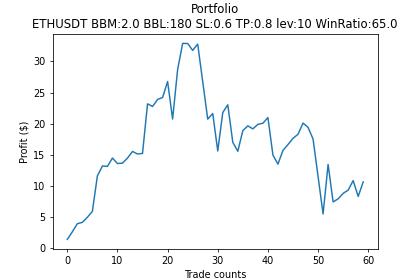 Portfolio
ETHUSDT BBM:2.0 BBL:180 SL:0.6 TP:0.8 lev:10 WinRatio:65.0
30
25
20
15
10
5
0
Profit ($)
0 10 20 30 40 50 60
Trade counts